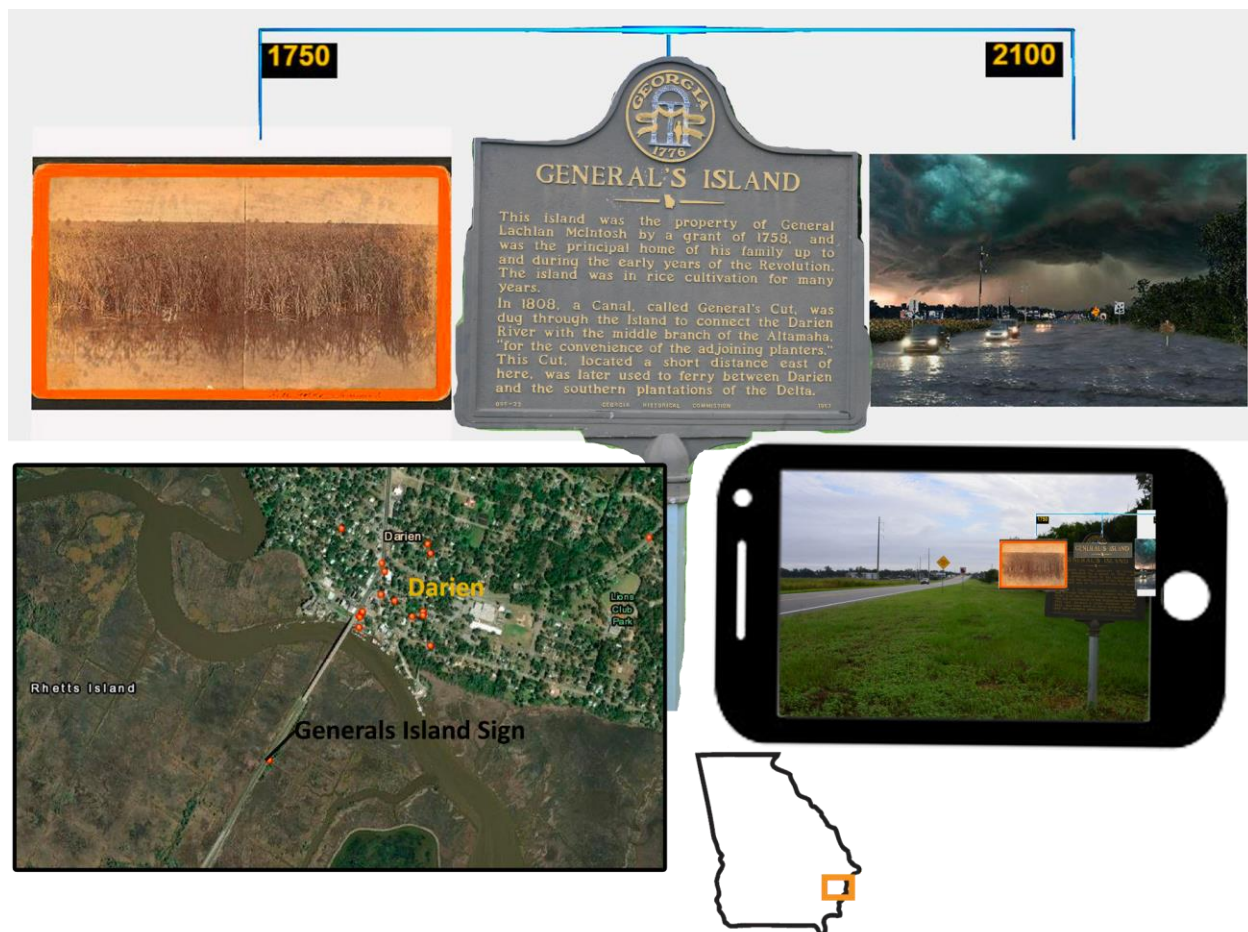 1750
2100
GEORGIA
1776
GENERAL'S ISLAND
This island was the property of General
Lachlan McIntosh by a grant of 1758, and
was the principal home of his family up to
and during the early years of the Revolution.
The island was in rice cultivation for many
years.
In 1808, a Canal, called General's Cut, was
dug through the Island to connect the Darien
River with the middle branch of the Altamaha,
"for the convenience of the adjoining planters."
This Cut, located a short distance east of
here, was later used to ferry between Darien
and the southern plantations of the Delta.
GEORGIA HISTORICAL COMMISSION
1957
Darien
Darien
Lions
Club
Park
Rhetts Island
Generals Island Sign
1750
GENERAL'S ISLAND